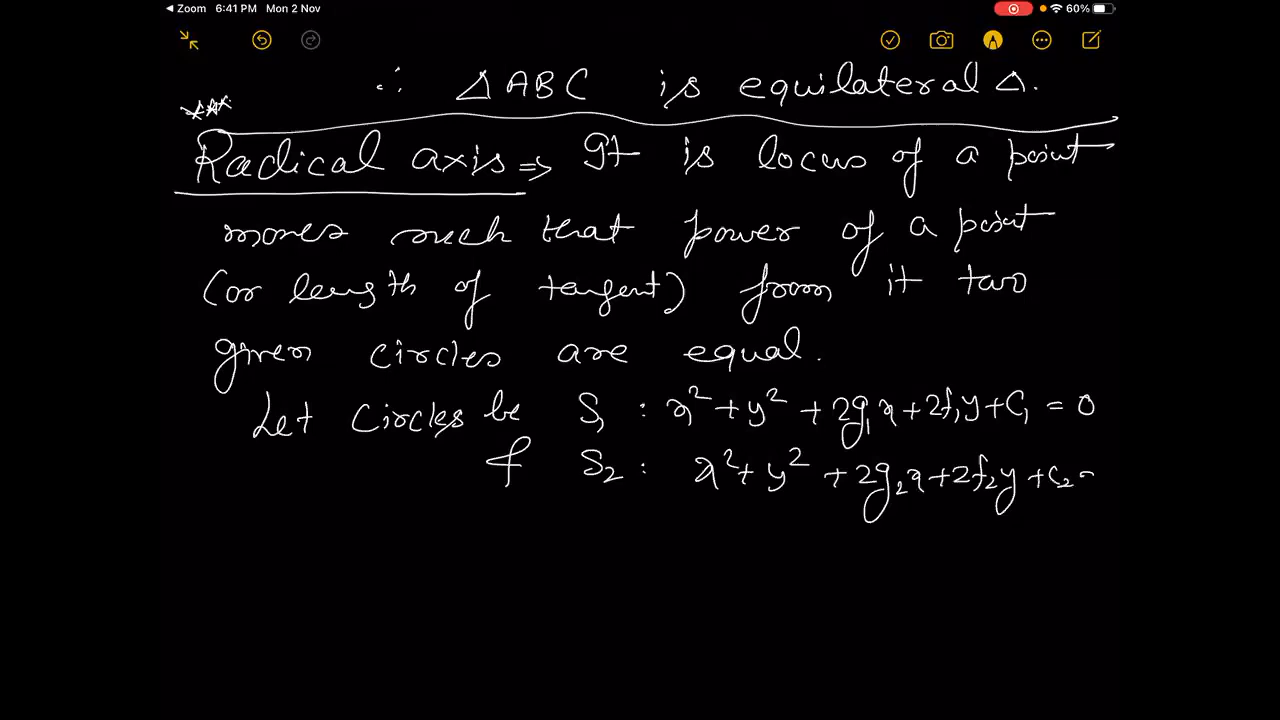 ◀ Zoom 6:41 PM Mon 2 Nov 60%
∴ △ABC is equilateral △.
***
Radical axis ⇒ It is locus of a point
moves such that power of a point
(or length of tangent) from it two
given circles are equal.
Let Circles be S₁ : x² + y² + 2g₁x + 2f₁y + C₁ = 0
& S₂ : x² + y² + 2g₂x + 2f₂y + C₂ -